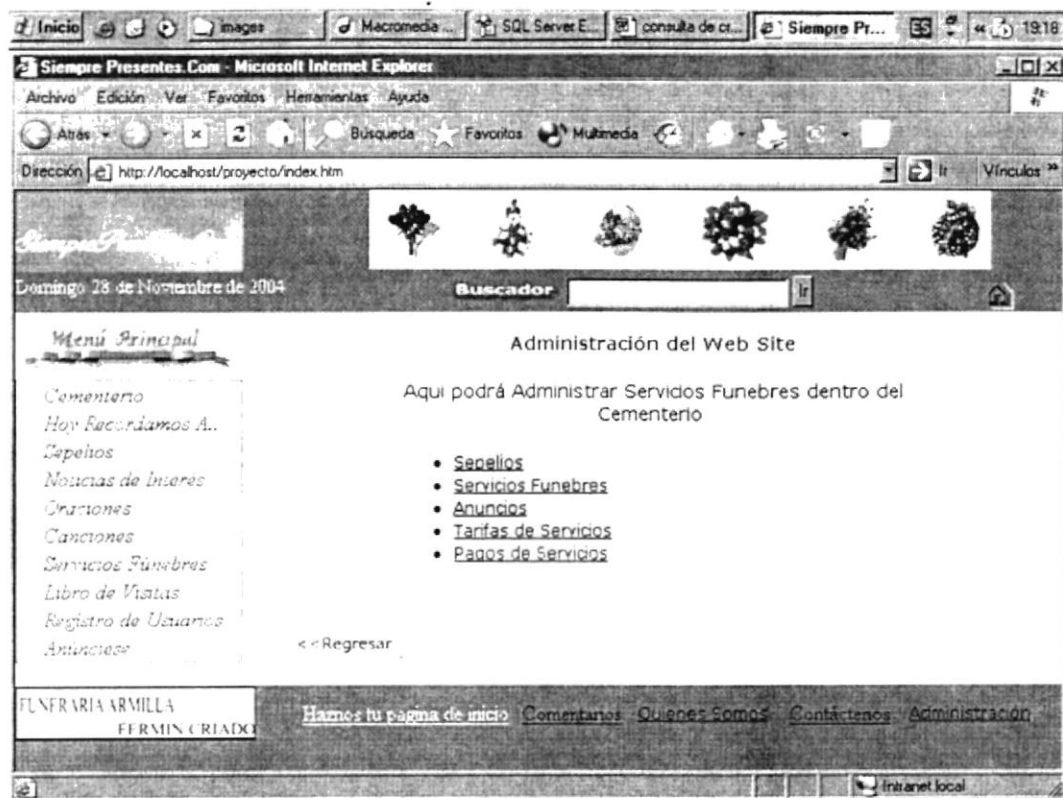 Inicio images Macromedia ... SQL Server E... consulta de cr... Siempre Pr... ES « 19:18
Siempre Presentes.Com - Microsoft Internet Explorer
Archivo Edición Ver Favoritos Herramientas Ayuda
Atrás Búsqueda Favoritos Multimedia
Dirección http://localhost/proyecto/index.htm Ir Vínculos »
Domingo 28 de Noviembre de 2004 Buscador Ir
Menú Principal
Cementerio
Hoy Recordamos A..
Sepelios
Noticias de Interés
Oraciones
Canciones
Servicios Fúnebres
Libro de Visitas
Registro de Usuarios
Anúnciese
Administración del Web Site
Aqui podrá Administrar Servicios Funebres dentro del
Cementerio
• Sepelios
• Servicios Funebres
• Anuncios
• Tarifas de Servicios
• Pagos de Servicios
<<Regresar
FUNERARIA ARMILLA
FERMIN CRIADO
Haznos tu pagina de inicio Comentarios Quienes Somos Contáctenos Administración
Intranet local